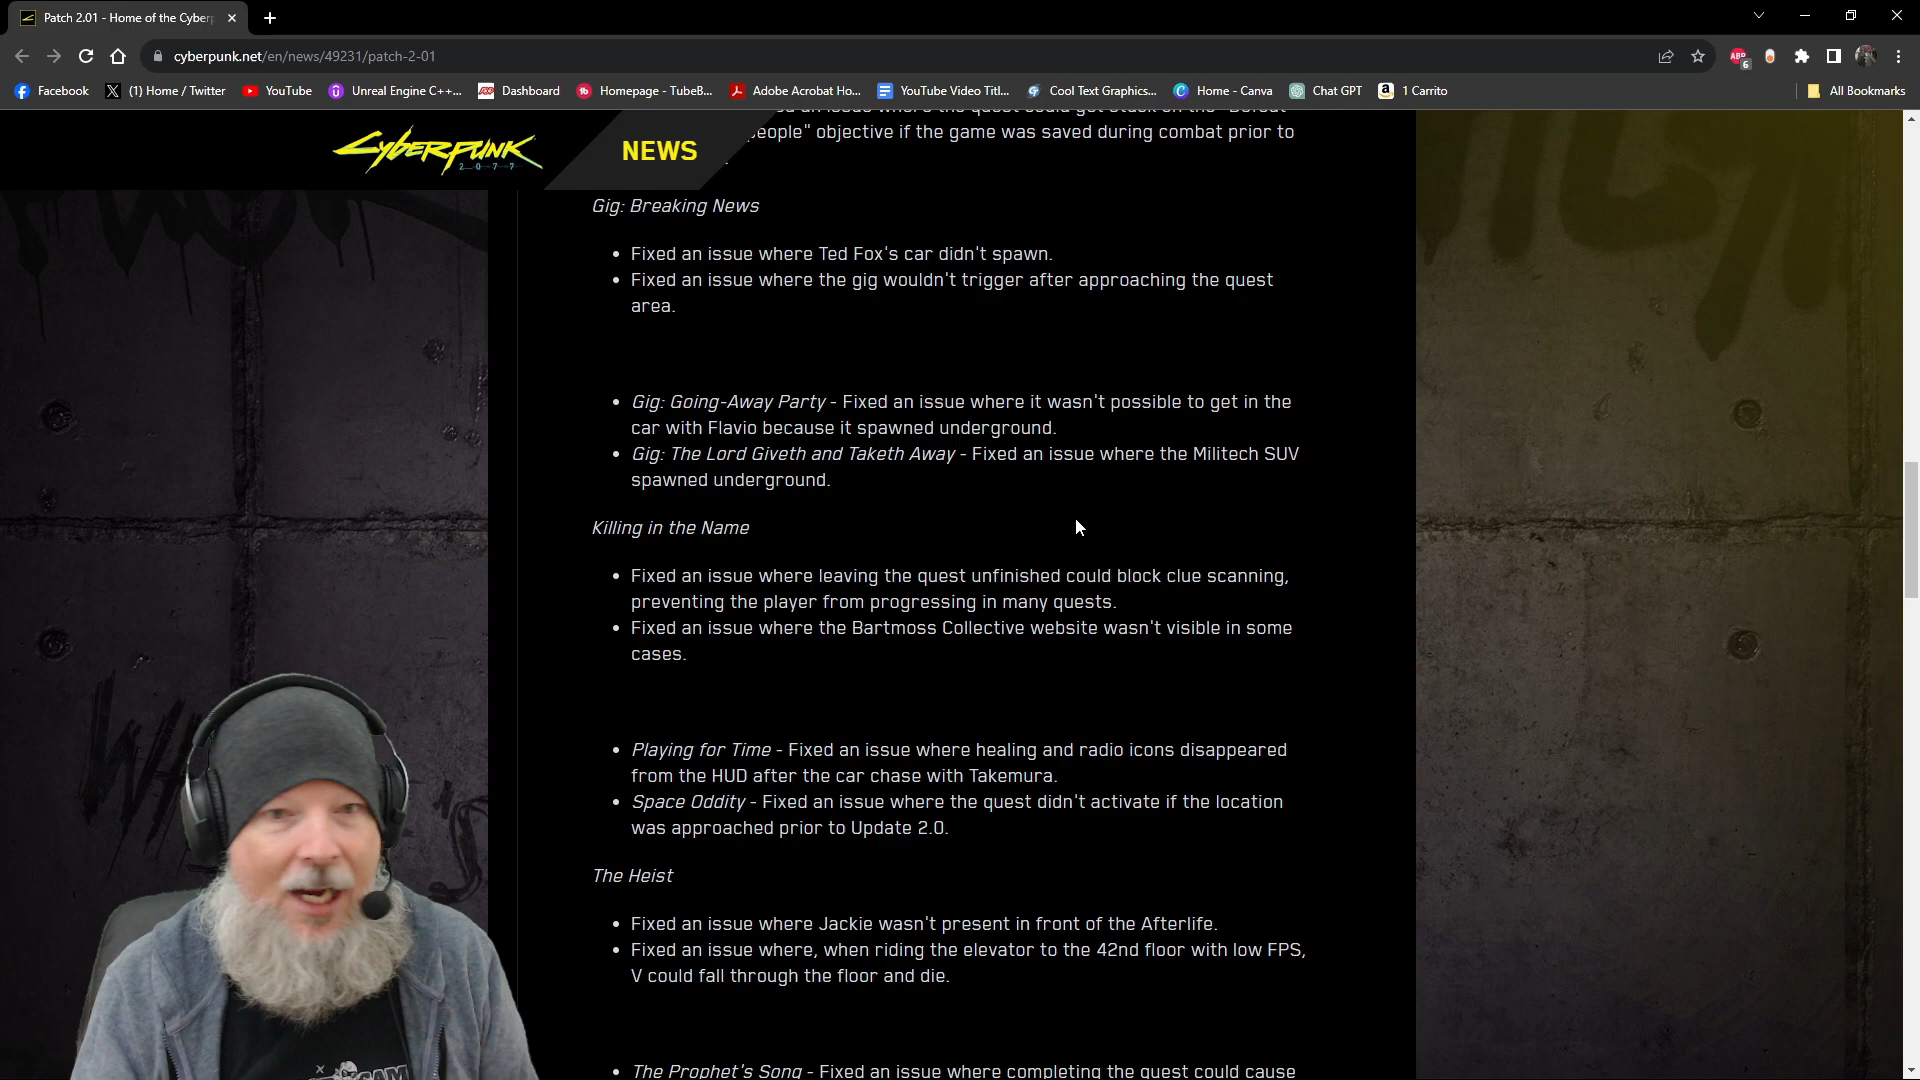 Patch 2.01 - Home of the Cyberp
cyberpunk.net/en/news/49231/patch-2-01
ABP
6
Facebook
(1) Home / Twitter
YouTube
Unreal Engine C++...
Dashboard
Homepage - TubeB...
Adobe Acrobat Ho...
YouTube Video Titl...
Cool Text Graphics...
Home - Canva
Chat GPT
1 Carrito
All Bookmarks
CYBERPUNK
2077
NEWS
people" objective if the game was saved during combat prior to
Gig: Breaking News
• Fixed an issue where Ted Fox's car didn't spawn.
• Fixed an issue where the gig wouldn't trigger after approaching the quest
area.
• Gig: Going-Away Party - Fixed an issue where it wasn't possible to get in the
car with Flavio because it spawned underground.
• Gig: The Lord Giveth and Taketh Away - Fixed an issue where the Militech SUV
spawned underground.
Killing in the Name
• Fixed an issue where leaving the quest unfinished could block clue scanning,
preventing the player from progressing in many quests.
• Fixed an issue where the Bartmoss Collective website wasn't visible in some
cases.
• Playing for Time - Fixed an issue where healing and radio icons disappeared
from the HUD after the car chase with Takemura.
• Space Oddity - Fixed an issue where the quest didn't activate if the location
was approached prior to Update 2.0.
The Heist
• Fixed an issue where Jackie wasn't present in front of the Afterlife.
• Fixed an issue where, when riding the elevator to the 42nd floor with low FPS,
V could fall through the floor and die.
• The Prophet's Song - Fixed an issue where completing the quest could cause